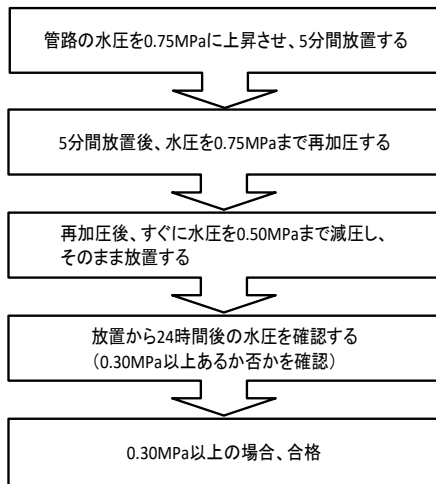 管路の水圧を0.75MPaに上昇させ、5分間放置する
5分間放置後、水圧を0.75MPaまで再加圧する
再加圧後、すぐに水圧を0.50MPaまで減圧し、
そのまま放置する
放置から24時間後の水圧を確認する
（0.30MPa以上あるか否かを確認）
0.30MPa以上の場合、合格